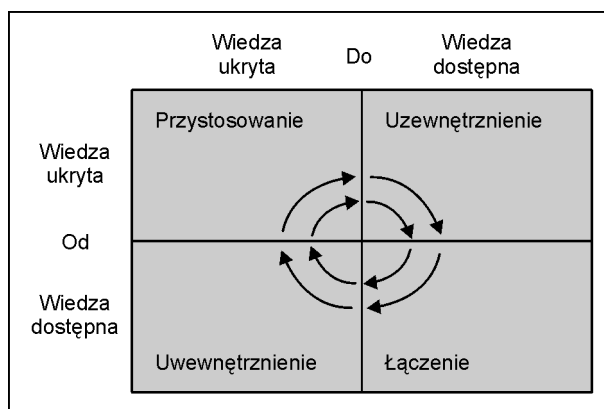 Wiedza
ukryta
Do
Wiedza
dostępna
Przystosowanie
Uzewnętrznienie
Wiedza
ukryta
Od
Wiedza
dostępna
Uwewnętrznienie
Łączenie